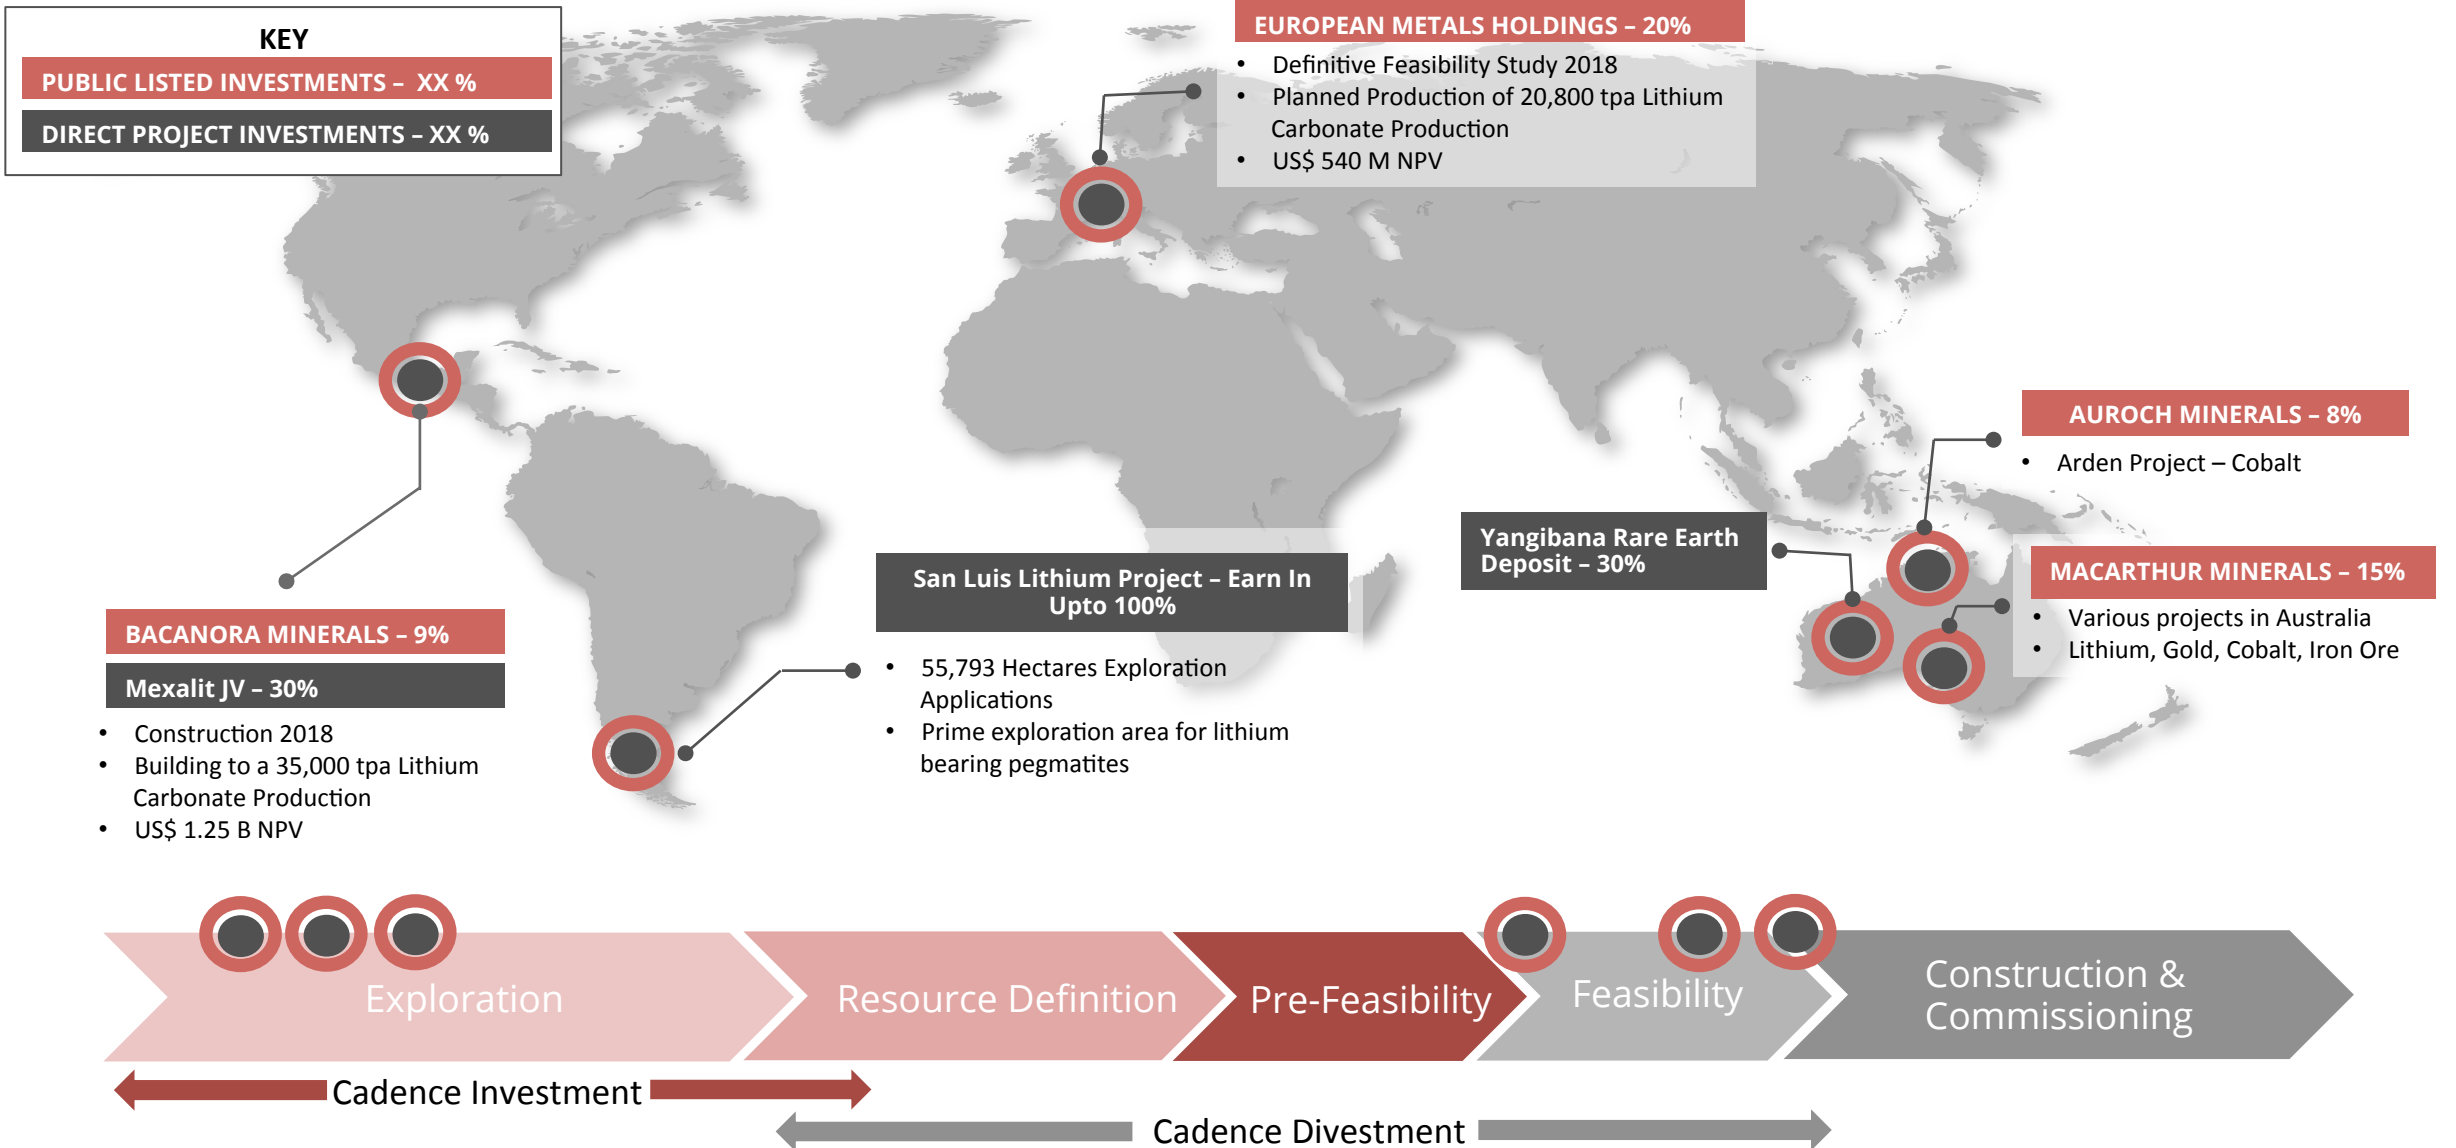 KEY
PUBLIC LISTED INVESTMENTS – XX %
DIRECT PROJECT INVESTMENTS – XX %
EUROPEAN METALS HOLDINGS – 20%
• Definitive Feasibility Study 2018
• Planned Production of 20,800 tpa Lithium
Carbonate Production
• US$ 540 M NPV
AUROCH MINERALS – 8%
• Arden Project – Cobalt
Yangibana Rare Earth
Deposit – 30%
MACARTHUR MINERALS – 15%
• Various projects in Australia
• Lithium, Gold, Cobalt, Iron Ore
San Luis Lithium Project – Earn In
Upto 100%
• 55,793 Hectares Exploration
Applications
• Prime exploration area for lithium
bearing pegmatites
BACANORA MINERALS – 9%
Mexalit JV – 30%
• Construction 2018
• Building to a 35,000 tpa Lithium
Carbonate Production
• US$ 1.25 B NPV
Exploration
Resource Definition
Pre-Feasibility
Feasibility
Construction &
Commissioning
Cadence Investment
Cadence Divestment